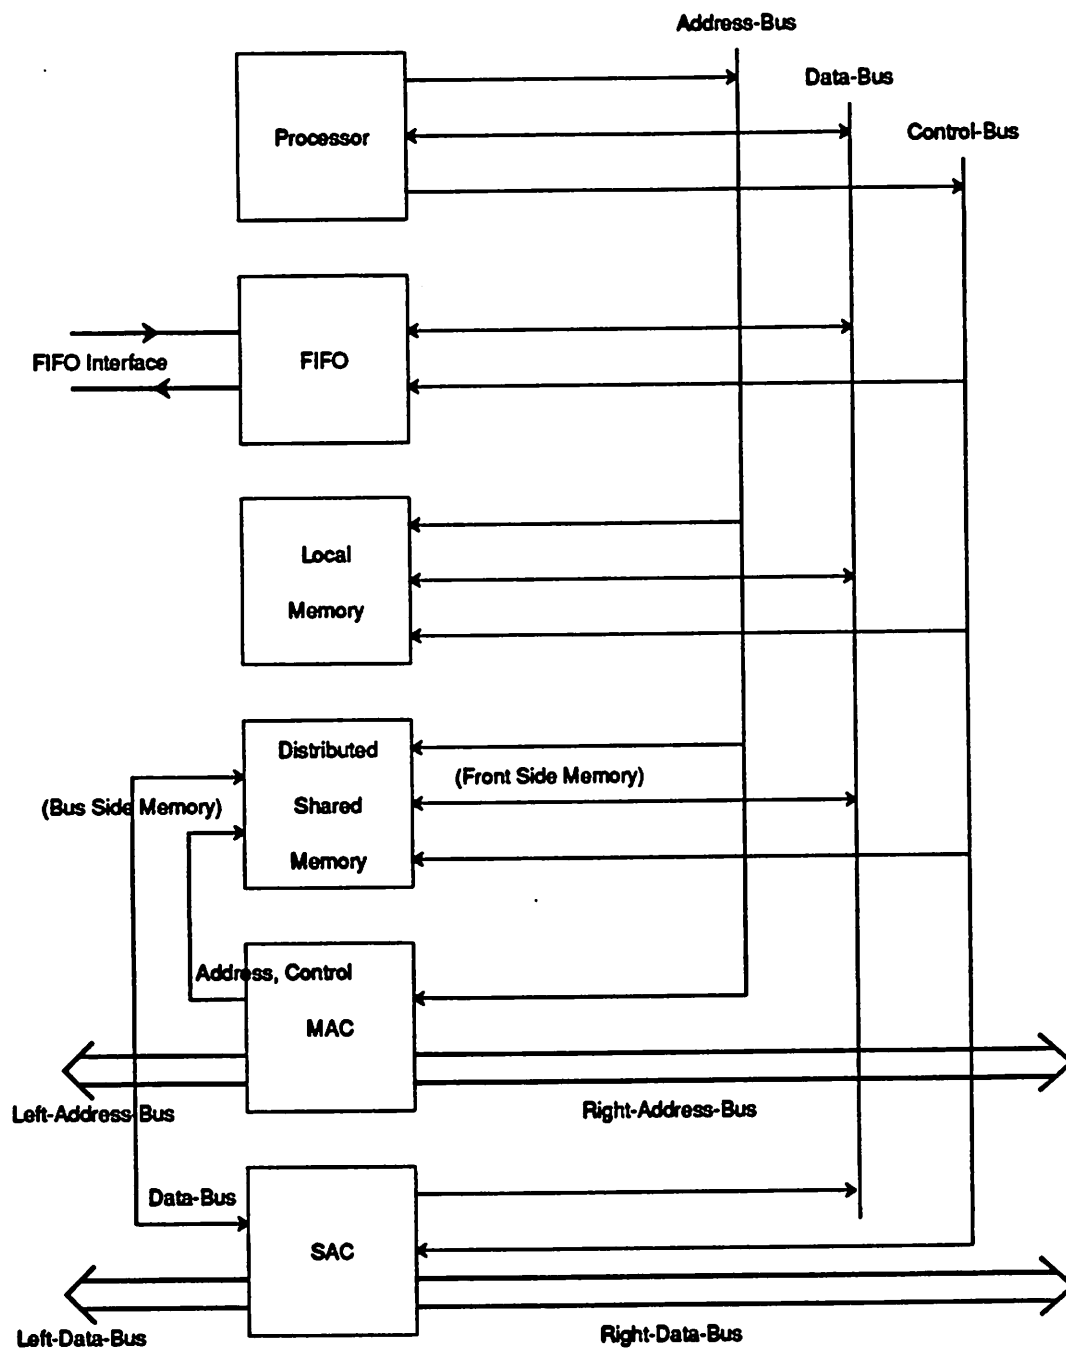 Address-Bus
Data-Bus
Control-Bus
Processor
FIFO Interface
FIFO
Local
Memory
Distributed
Shared
Memory
(Front Side Memory)
(Bus Side Memory)
Address, Control
MAC
Left-Address-Bus
Right-Address-Bus
Data-Bus
SAC
Left-Data-Bus
Right-Data-Bus